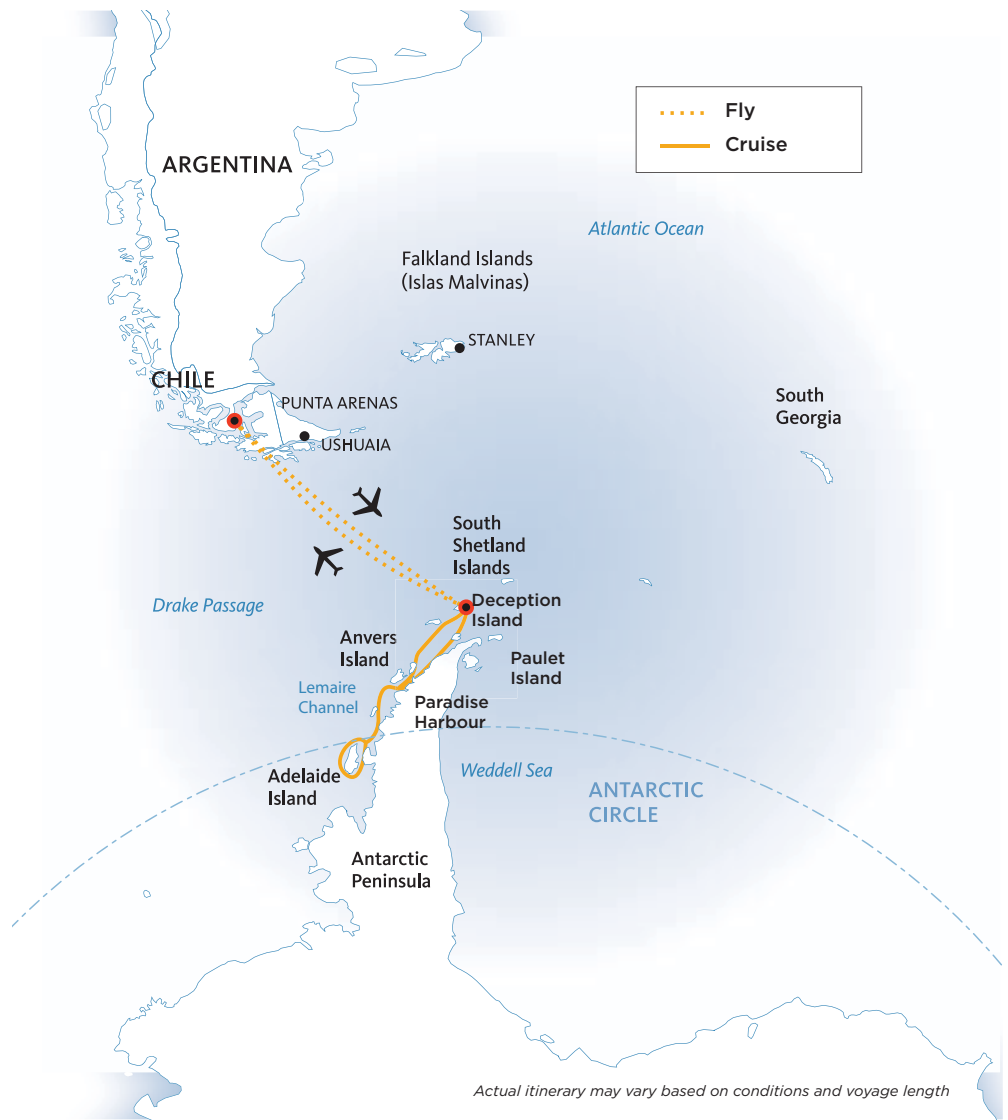 Fly
Cruise
ARGENTINA
Atlantic Ocean
Falkland Islands
(Islas Malvinas)
STANLEY
CHILE
PUNTA ARENAS
USHUAIA
South
Georgia
South
Shetland
Islands
Drake Passage
Deception
Island
Anvers
Island
Paulet
Island
Lemaire
Channel
Paradise
Harbour
Adelaide
Island
Weddell Sea
ANTARCTIC
CIRCLE
Antarctic
Peninsula
Actual itinerary may vary based on conditions and voyage length